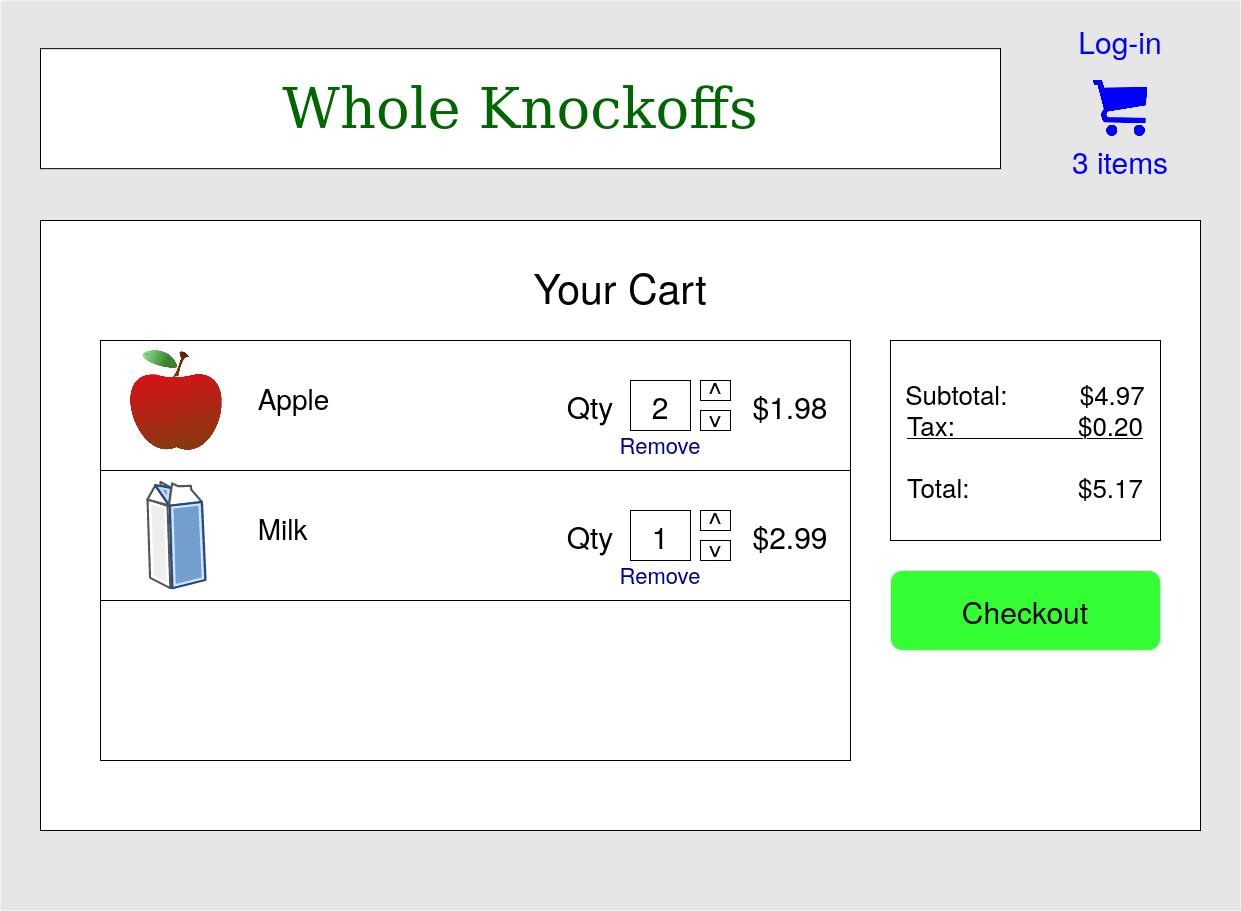 Log-in
Whole Knockoffs
3 items
Your Cart
Apple
Qty 2 ʌ v $1.98
Remove
Milk
Qty 1 ʌ v $2.99
Remove
Subtotal: $4.97
Tax: $0.20
Total: $5.17
Checkout